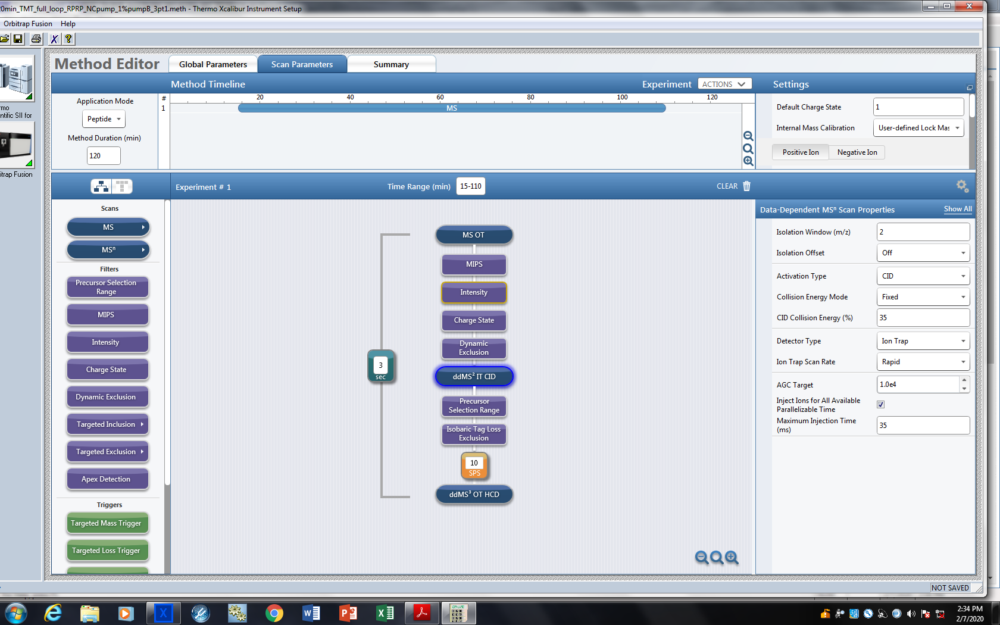 0min_TMT_full_loop_RPRP_NCpump_1%pumpB_3pt1.meth - Thermo Xcalibur Instrument Setup
Orbitrap Fusion Help
Method Editor
Global Parameters
Scan Parameters
Summary
Method Timeline
Experiment
ACTIONS
Settings
Application Mode
Peptide
Method Duration (min)
120
#
20 40 60 80 100 120
1
MS
Default Charge State
1
Internal Mass Calibration
User-defined Lock Mas
Positive Ion
Negative Ion
rmo
ntific SII for
bitrap Fusion
Experiment # 1
Time Range (min)
15-110
CLEAR
Scans
MS
MSⁿ
Filters
Precursor Selection
Range
MIPS
Intensity
Charge State
Dynamic Exclusion
Targeted Inclusion
Targeted Exclusion
Apex Detection
Triggers
Targeted Mass Trigger
Targeted Loss Trigger
MS OT
MIPS
Intensity
Charge State
Dynamic
Exclusion
3
sec
ddMS² IT CID
Precursor
Selection Range
Isobaric Tag Loss
Exclusion
10
SPS
ddMS³ OT HCD
Data-Dependent MSⁿ Scan Properties
Show All
Isolation Window (m/z)
2
Isolation Offset
Off
Activation Type
CID
Collision Energy Mode
Fixed
CID Collision Energy (%)
35
Detector Type
Ion Trap
Ion Trap Scan Rate
Rapid
AGC Target
1.0e4
Inject Ions for All Available
Parallelizable Time
Maximum Injection Time
(ms)
35
NOT SAVED
2:34 PM
2/7/2020